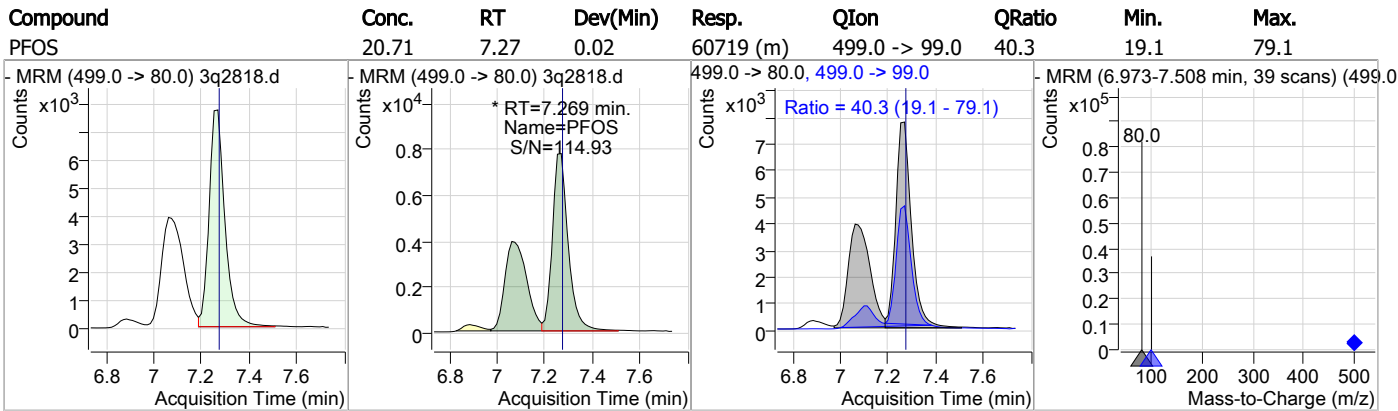 Compound Conc. RT Dev(Min) Resp. QIon QRatio Min. Max.
PFOS 20.71 7.27 0.02 60719 (m) 499.0 -> 99.0 40.3 19.1 79.1
- MRM (499.0 -> 80.0) 3q2818.d
Counts
x10³
6
5
4
3
2
1
0
6.8 7 7.2 7.4 7.6
Acquisition Time (min)
- MRM (499.0 -> 80.0) 3q2818.d
Counts
x10⁴
* RT=7.269 min.
Name=PFOS
S/N=114.93
0.8
0.6
0.4
0.2
0
6.8 7 7.2 7.4 7.6
Acquisition Time (min)
499.0 -> 80.0, 499.0 -> 99.0
Counts
x10³
Ratio = 40.3 (19.1 - 79.1)
7
6
5
4
3
2
1
0
6.8 7 7.2 7.4 7.6
Acquisition Time (min)
- MRM (6.973-7.508 min, 39 scans) (499.0
Counts
x10⁵
80.0
0.8
0.7
0.6
0.5
0.4
0.3
0.2
0.1
0
100 200 300 400 500
Mass-to-Charge (m/z)